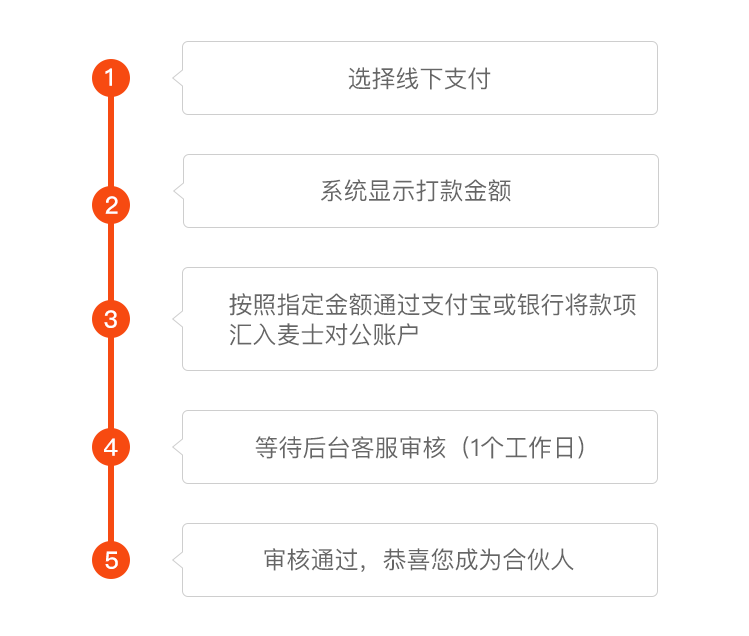 1
选择线下支付
2
系统显示打款金额
3
按照指定金额通过支付宝或银行将款项
汇入麦士对公账户
4
等待后台客服审核（1个工作日）
5
审核通过，恭喜您成为合伙人